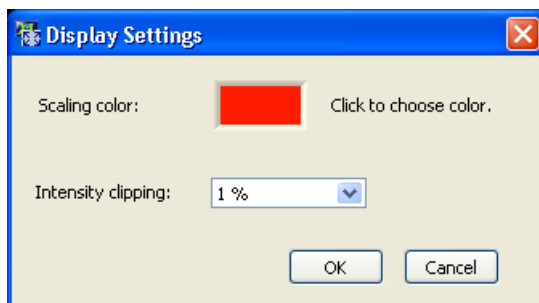 Display Settings
Scaling color:
Click to choose color.
Intensity clipping:
1 %
OK
Cancel